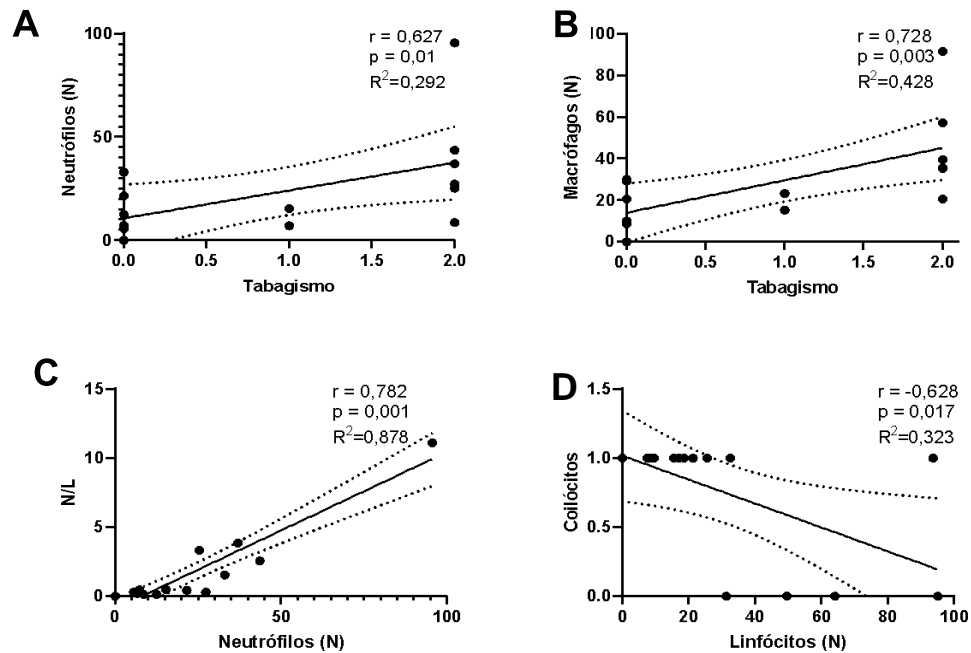 A
r = 0,627
p = 0,01
R²=0,292
Neutrófilos (N)
100
50
0
0.0 0.5 1.0 1.5 2.0
Tabagismo
B
r = 0,728
p = 0,003
R²=0,428
Macrófagos (N)
100
80
60
40
20
0
0.0 0.5 1.0 1.5 2.0
Tabagismo
C
r = 0,782
p = 0,001
R²=0,878
N/L
15
10
5
0
0 50 100
Neutrófilos (N)
D
r = -0,628
p = 0,017
R²=0,323
Coilócitos
1.5
1.0
0.5
0.0
0 20 40 60 80 100
Linfócitos (N)